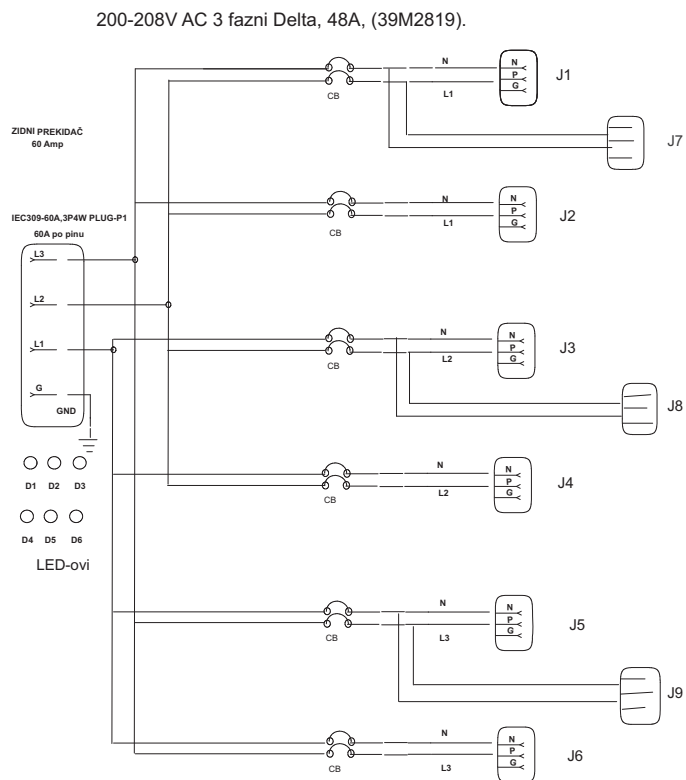 200-208V AC 3 fazni Delta, 48A, (39M2819).
N
N
P
G
J1
CB
L1
ZIDNI PREKIDAČ
60 Amp
J7
N
N
P
G
J2
CB
L1
IEC309-60A,3P4W PLUG-P1
60A po pinu
L3
L2
L1
G
GND
N
N
P
G
J3
CB
L2
J8
D1 D2 D3
N
N
P
G
J4
CB
L2
D4 D5 D6
LED-ovi
N
N
P
G
J5
CB
L3
J9
N
N
P
G
J6
CB
L3